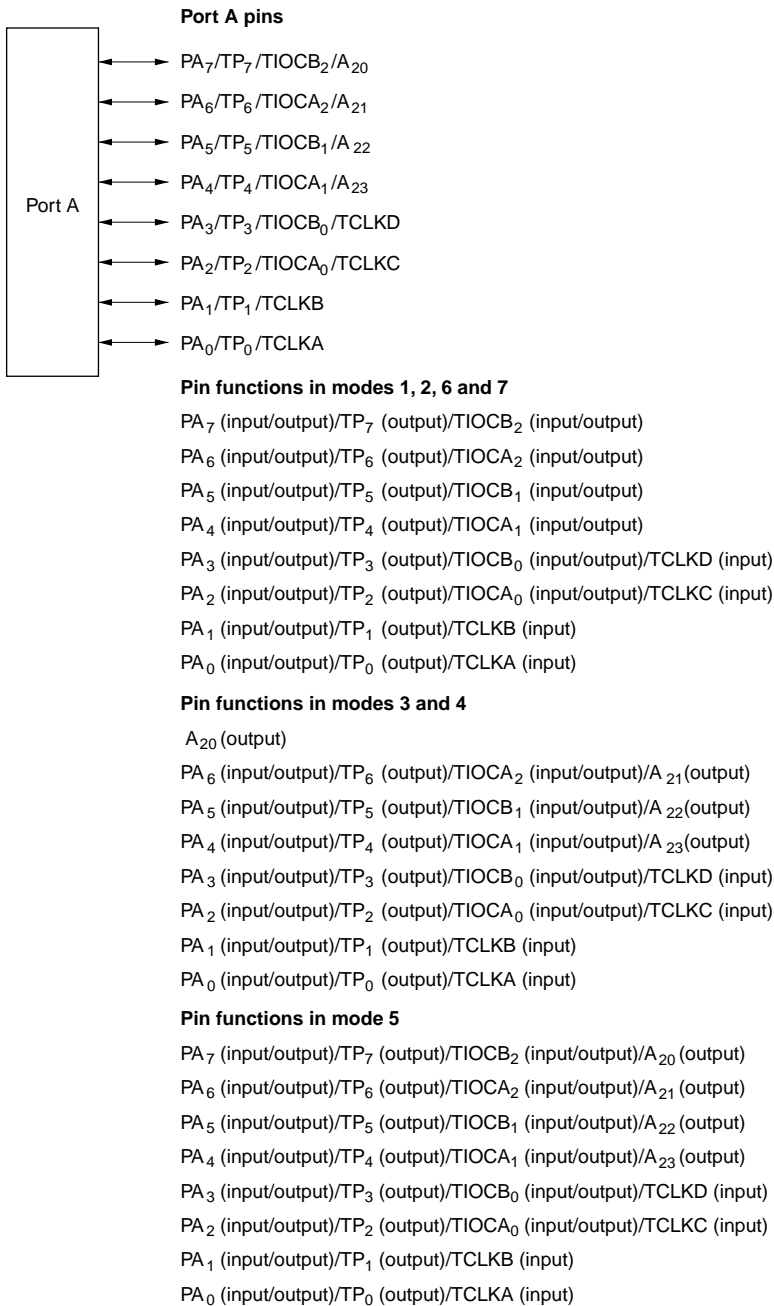 Port A pins
PA₇/TP₇/TIOCB₂/A₂₀
PA₆/TP₆/TIOCA₂/A₂₁
PA₅/TP₅/TIOCB₁/A₂₂
PA₄/TP₄/TIOCA₁/A₂₃
Port A
PA₃/TP₃/TIOCB₀/TCLKD
PA₂/TP₂/TIOCA₀/TCLKC
PA₁/TP₁/TCLKB
PA₀/TP₀/TCLKA
Pin functions in modes 1, 2, 6 and 7
PA₇ (input/output)/TP₇ (output)/TIOCB₂ (input/output)
PA₆ (input/output)/TP₆ (output)/TIOCA₂ (input/output)
PA₅ (input/output)/TP₅ (output)/TIOCB₁ (input/output)
PA₄ (input/output)/TP₄ (output)/TIOCA₁ (input/output)
PA₃ (input/output)/TP₃ (output)/TIOCB₀ (input/output)/TCLKD (input)
PA₂ (input/output)/TP₂ (output)/TIOCA₀ (input/output)/TCLKC (input)
PA₁ (input/output)/TP₁ (output)/TCLKB (input)
PA₀ (input/output)/TP₀ (output)/TCLKA (input)
Pin functions in modes 3 and 4
A₂₀ (output)
PA₆ (input/output)/TP₆ (output)/TIOCA₂ (input/output)/A₂₁(output)
PA₅ (input/output)/TP₅ (output)/TIOCB₁ (input/output)/A₂₂(output)
PA₄ (input/output)/TP₄ (output)/TIOCA₁ (input/output)/A₂₃(output)
PA₃ (input/output)/TP₃ (output)/TIOCB₀ (input/output)/TCLKD (input)
PA₂ (input/output)/TP₂ (output)/TIOCA₀ (input/output)/TCLKC (input)
PA₁ (input/output)/TP₁ (output)/TCLKB (input)
PA₀ (input/output)/TP₀ (output)/TCLKA (input)
Pin functions in mode 5
PA₇ (input/output)/TP₇ (output)/TIOCB₂ (input/output)/A₂₀ (output)
PA₆ (input/output)/TP₆ (output)/TIOCA₂ (input/output)/A₂₁ (output)
PA₅ (input/output)/TP₅ (output)/TIOCB₁ (input/output)/A₂₂ (output)
PA₄ (input/output)/TP₄ (output)/TIOCA₁ (input/output)/A₂₃ (output)
PA₃ (input/output)/TP₃ (output)/TIOCB₀ (input/output)/TCLKD (input)
PA₂ (input/output)/TP₂ (output)/TIOCA₀ (input/output)/TCLKC (input)
PA₁ (input/output)/TP₁ (output)/TCLKB (input)
PA₀ (input/output)/TP₀ (output)/TCLKA (input)